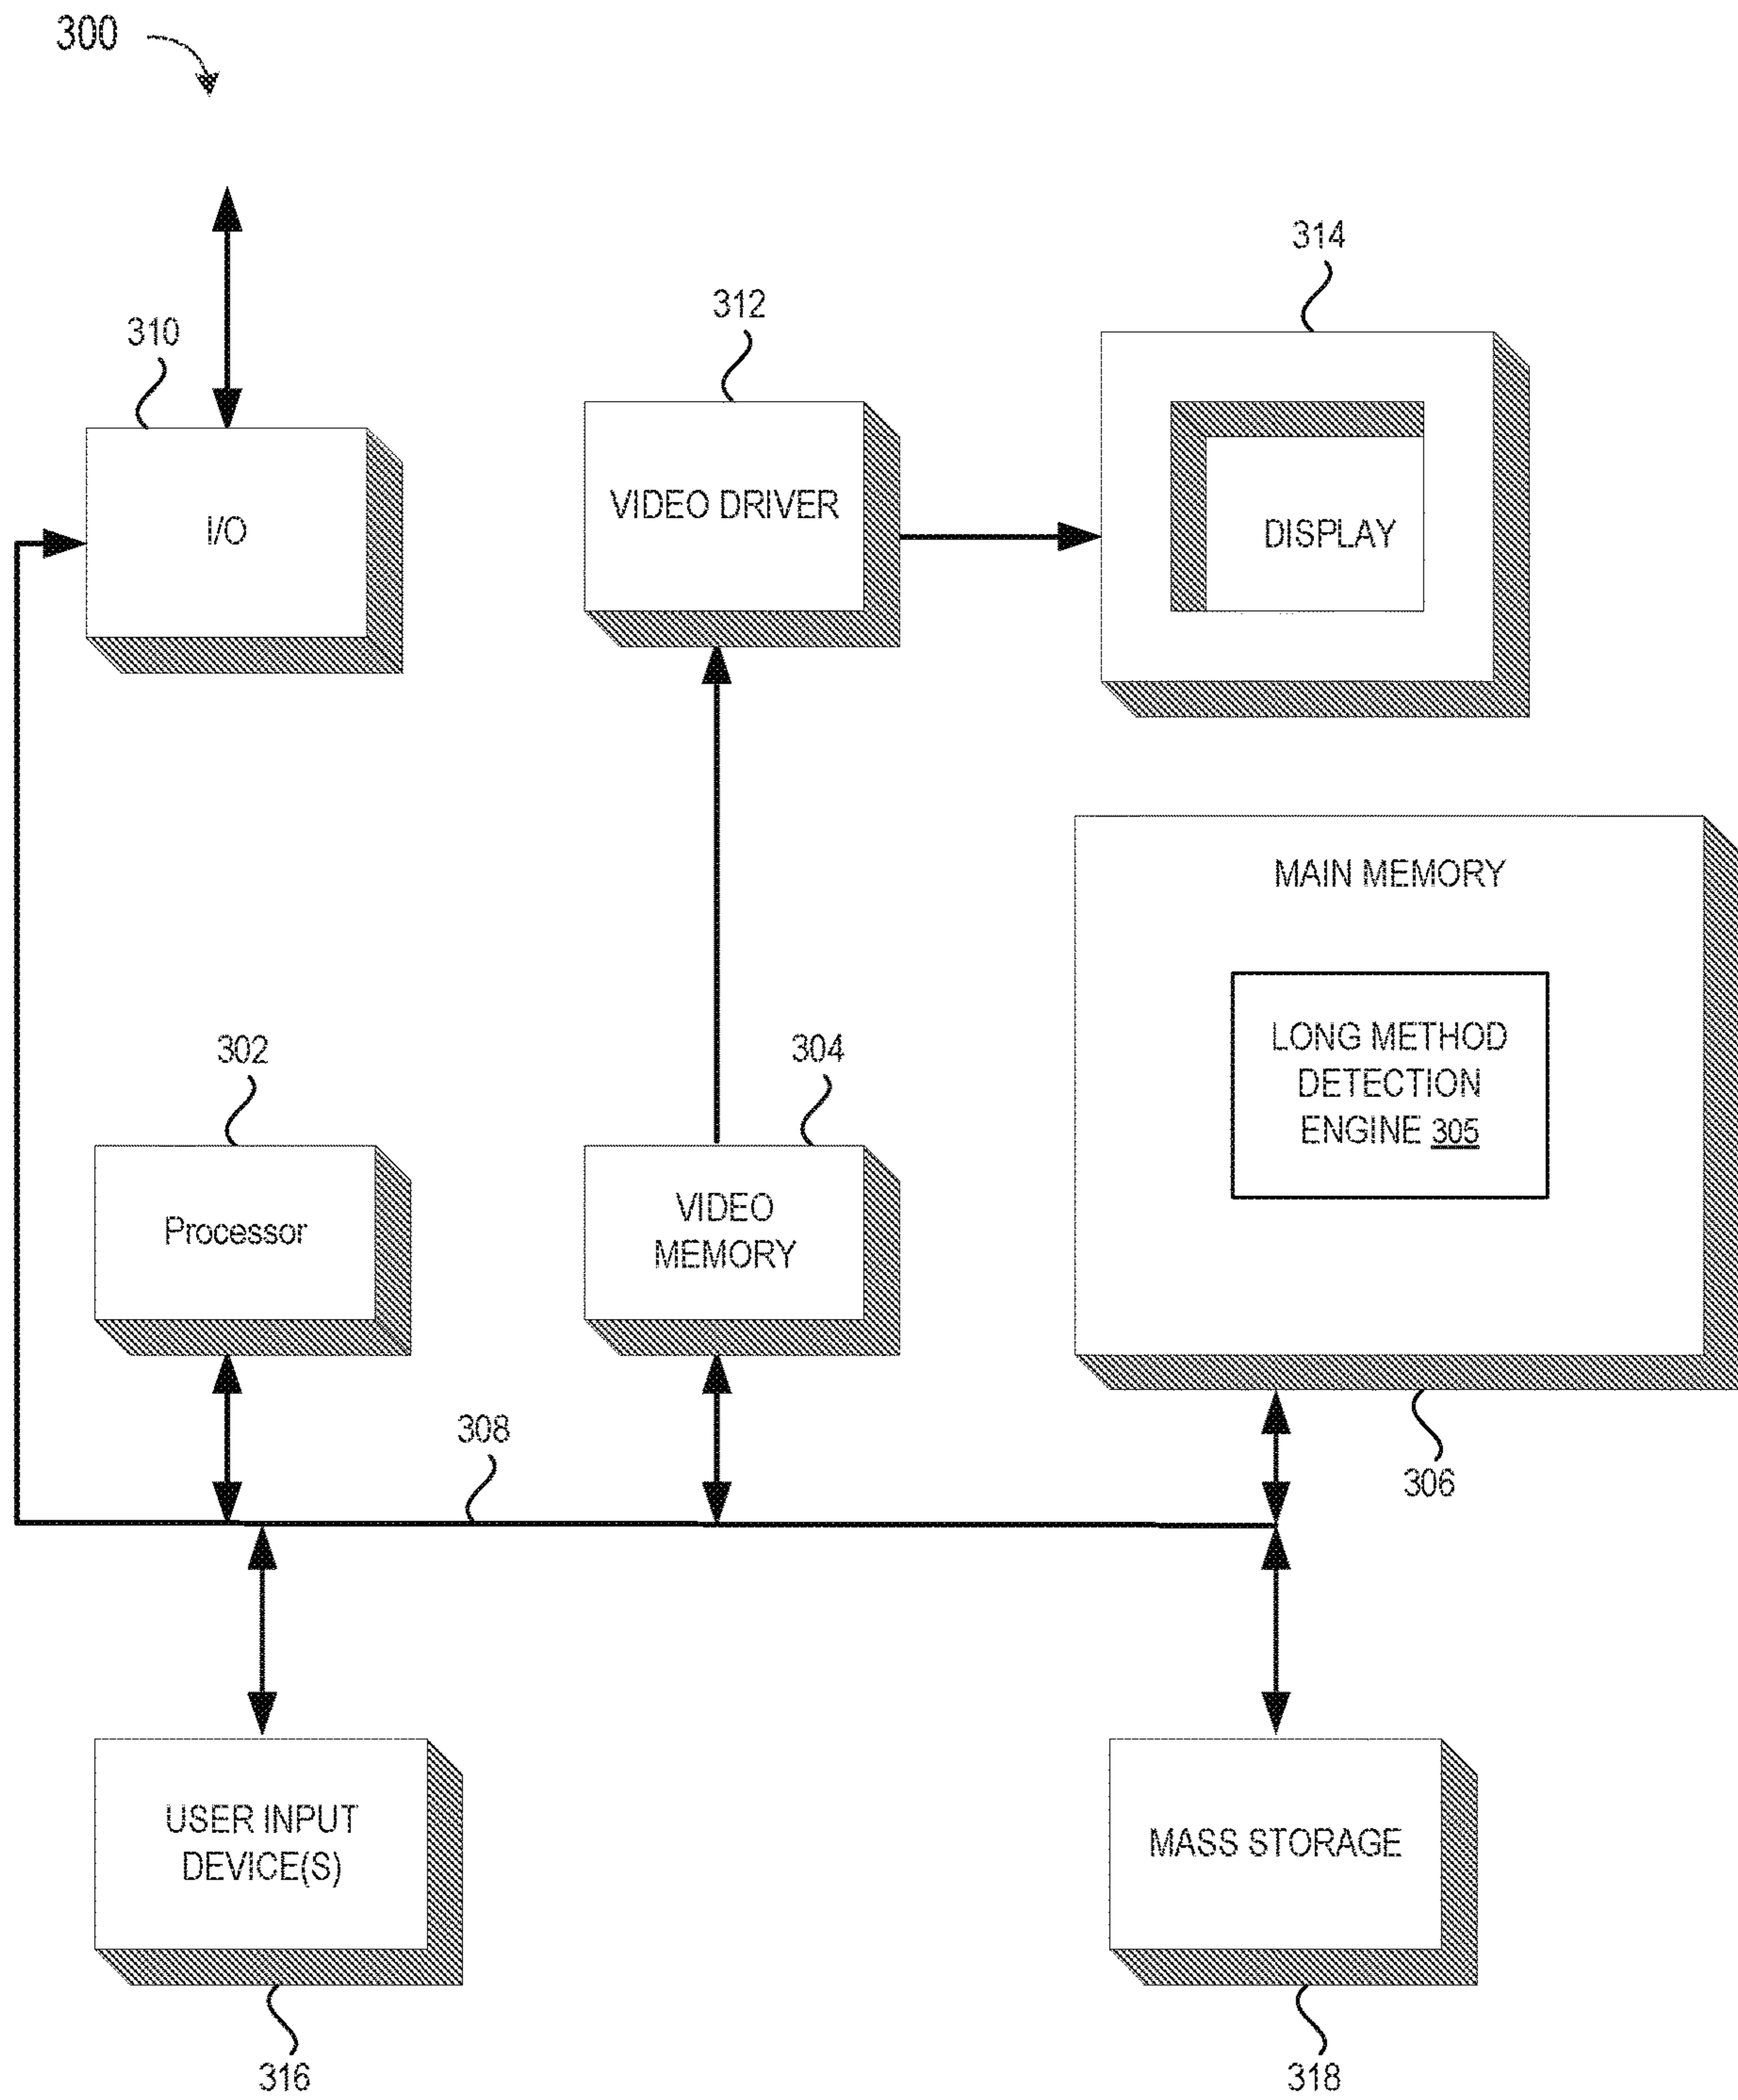 300
314
312
310
I/O
VIDEO DRIVER
DISPLAY
MAIN MEMORY
LONG METHOD
DETECTION
ENGINE 305
302
304
Processor
VIDEO
MEMORY
308
306
USER INPUT
DEVICE(S)
MASS STORAGE
316
318